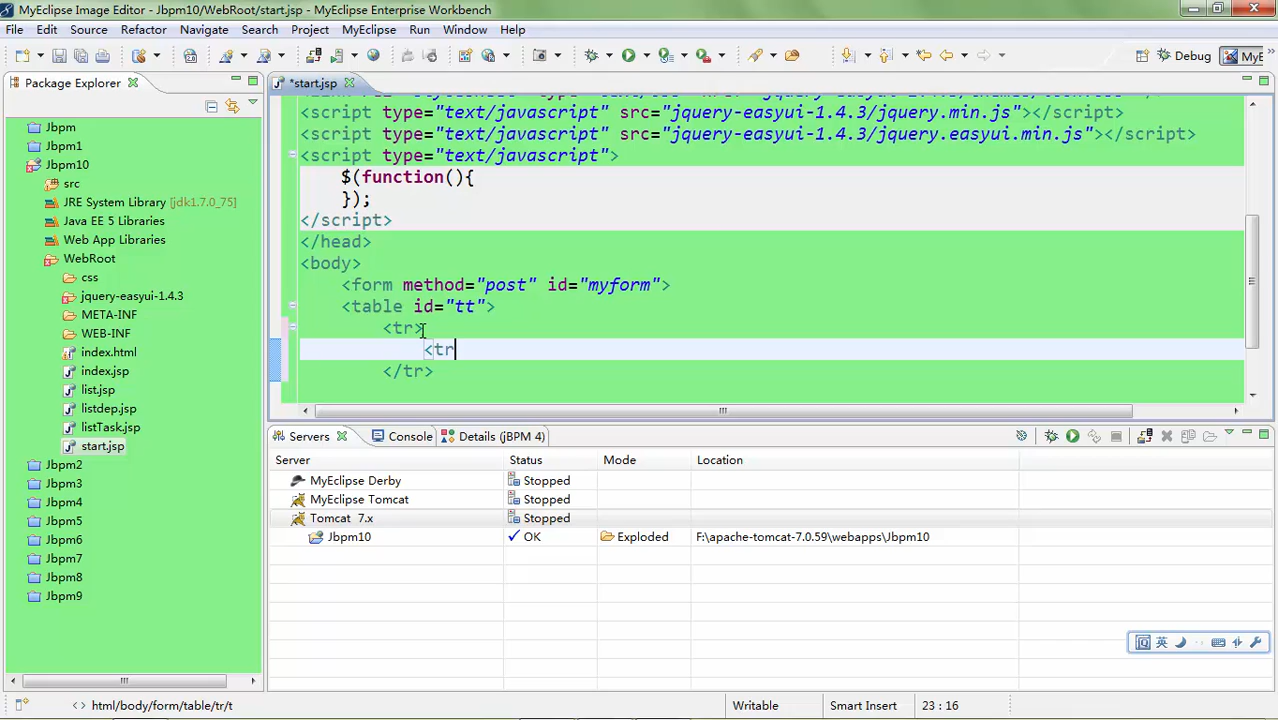 MyEclipse Image Editor - Jbpm10/WebRoot/start.jsp - MyEclipse Enterprise Workbench
File Edit Source Refactor Navigate Search Project MyEclipse Run Window Help
Debug MyE
Package Explorer
*start.jsp
Jbpm
Jbpm1
Jbpm10
src
JRE System Library [jdk1.7.0_75]
Java EE 5 Libraries
Web App Libraries
WebRoot
css
jquery-easyui-1.4.3
META-INF
WEB-INF
index.html
index.jsp
list.jsp
listdep.jsp
listTask.jsp
start.jsp
Jbpm2
Jbpm3
Jbpm4
Jbpm5
Jbpm6
Jbpm7
Jbpm8
Jbpm9
<script type="text/javascript" src="jquery-easyui-1.4.3/jquery.min.js"></script>
<script type="text/javascript" src="jquery-easyui-1.4.3/jquery.easyui.min.js"></script>
<script type="text/javascript">
$(function(){
});
</script>
</head>
<body>
<form method="post" id="myform">
<table id="tt">
<tr>
<tr
</tr>
Servers Console Details (jBPM 4)
Server Status Mode Location
MyEclipse Derby Stopped
MyEclipse Tomcat Stopped
Tomcat 7.x Stopped
Jbpm10 OK Exploded F:\apache-tomcat-7.0.59\webapps\Jbpm10
英
html/body/form/table/tr/t Writable Smart Insert 23 : 16